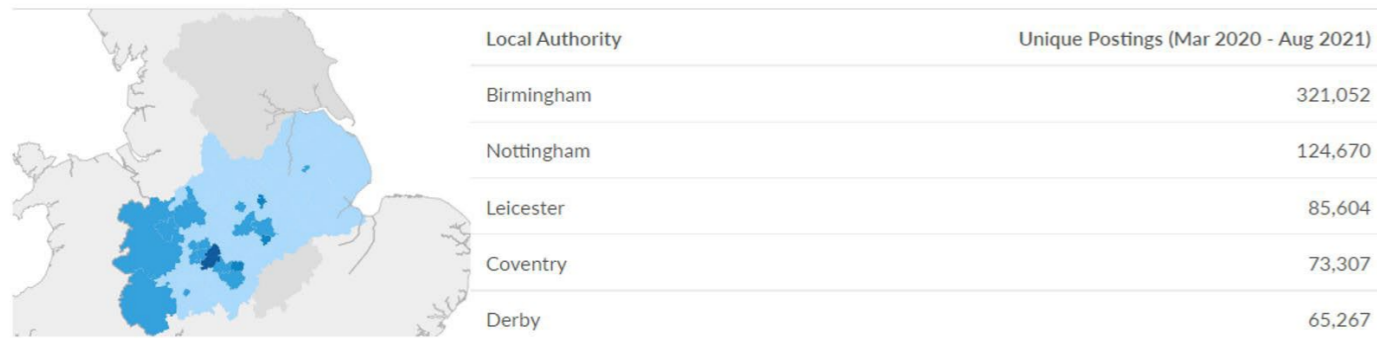 Local Authority Unique Postings (Mar 2020 - Aug 2021)
Birmingham 321,052
Nottingham 124,670
Leicester 85,604
Coventry 73,307
Derby 65,267